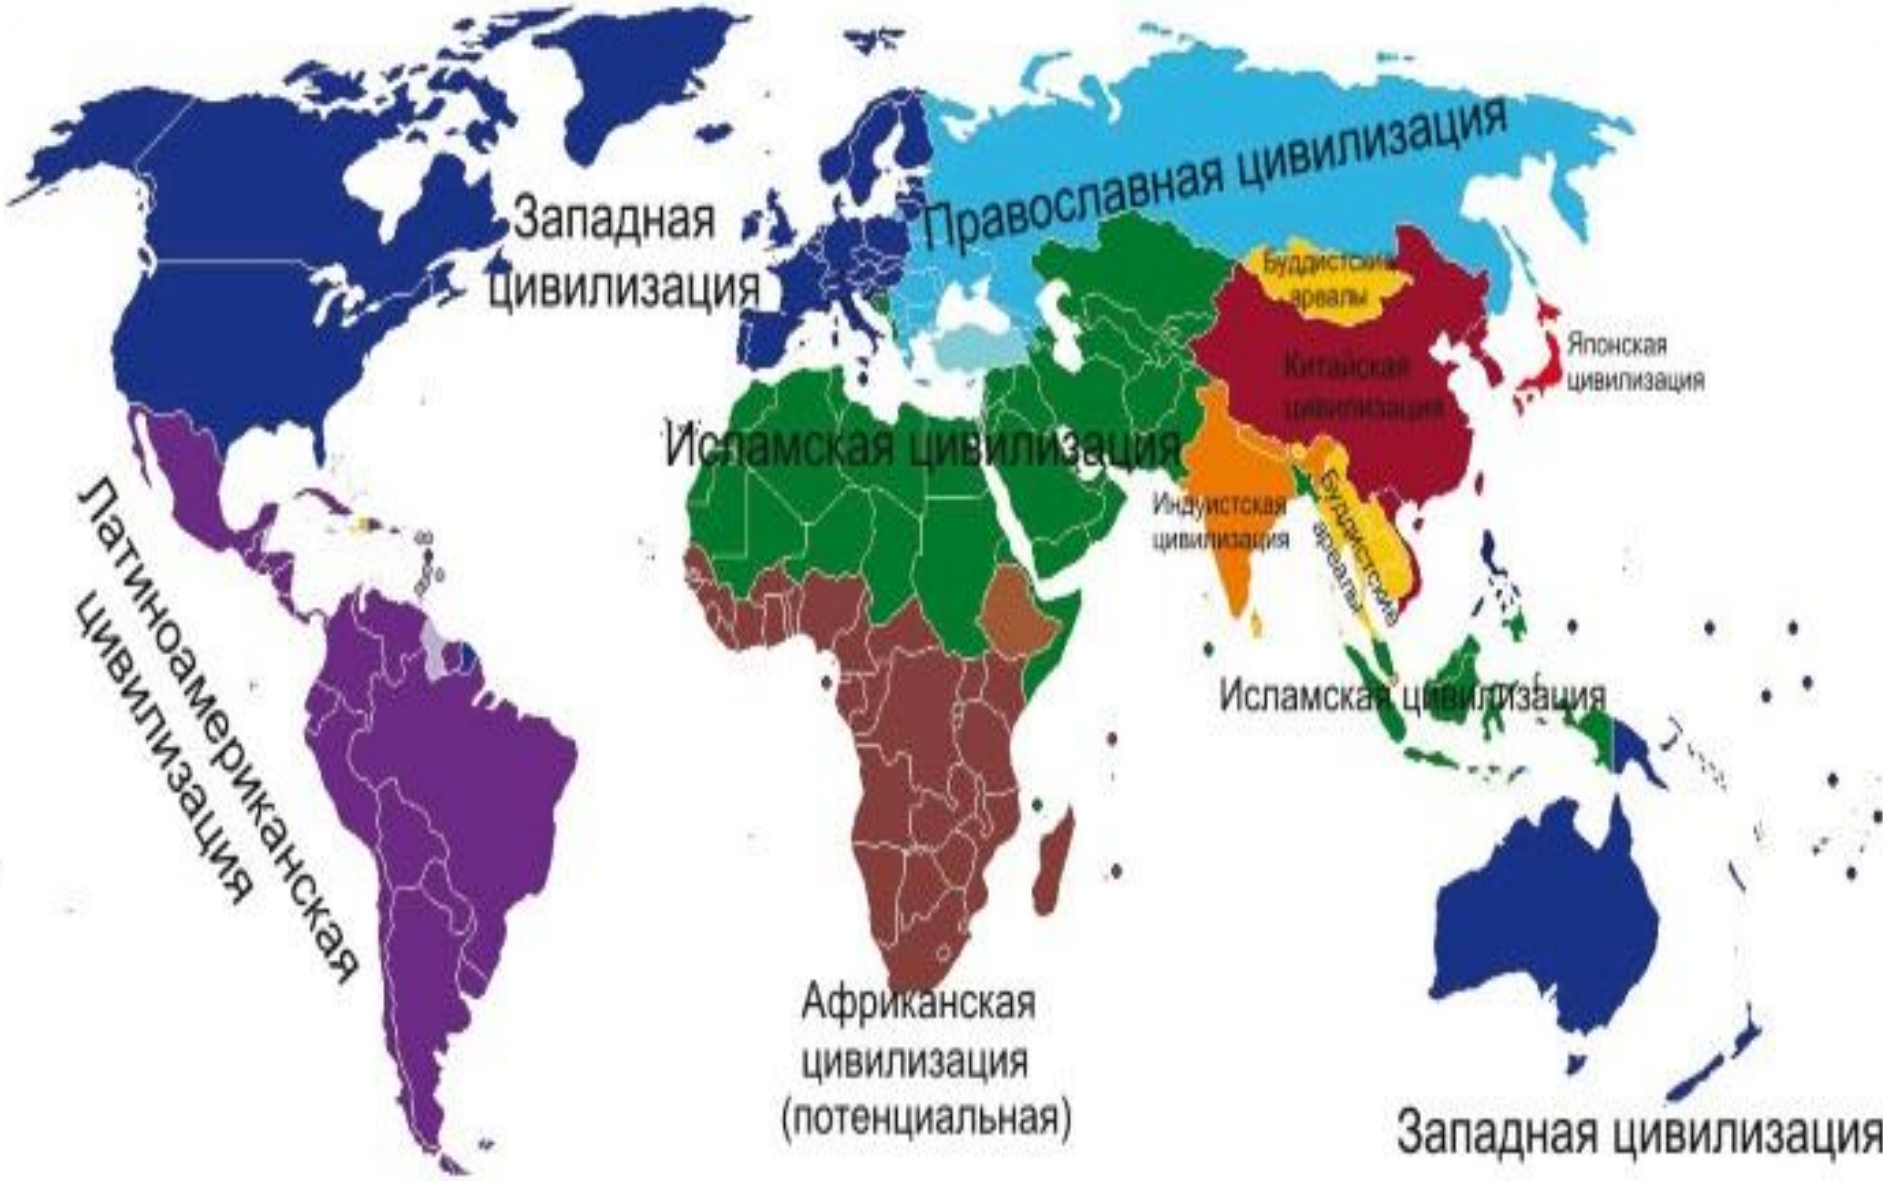 Западная
цивилизация
Православная цивилизация
Буддистские
ареалы
Китайская
цивилизация
Японская
цивилизация
Исламская цивилизация
Индуистская
цивилизация
Буддистские
ареалы
Латиноамериканская
цивилизация
Исламская цивилизация
Африканская
цивилизация
(потенциальная)
Западная цивилизация